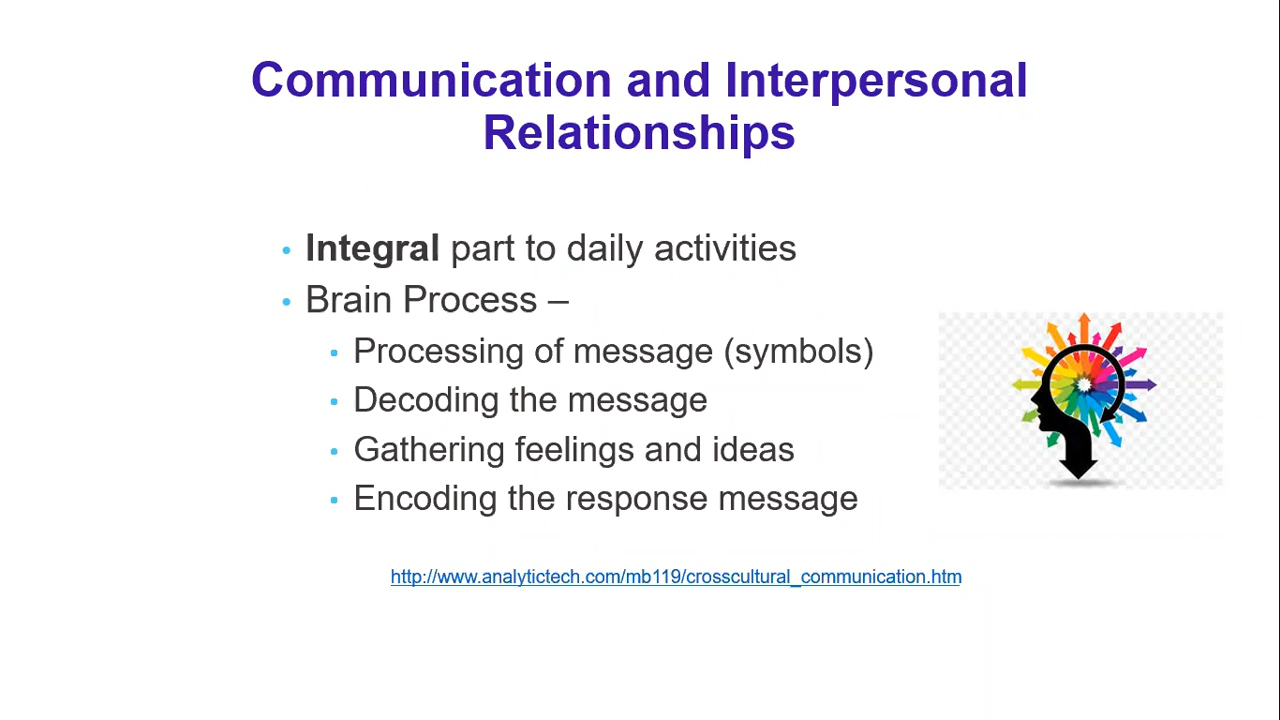 Communication and Interpersonal
Relationships
• Integral part to daily activities
• Brain Process –
• Processing of message (symbols)
• Decoding the message
• Gathering feelings and ideas
• Encoding the response message
http://www.analytictech.com/mb119/crosscultural_communication.htm